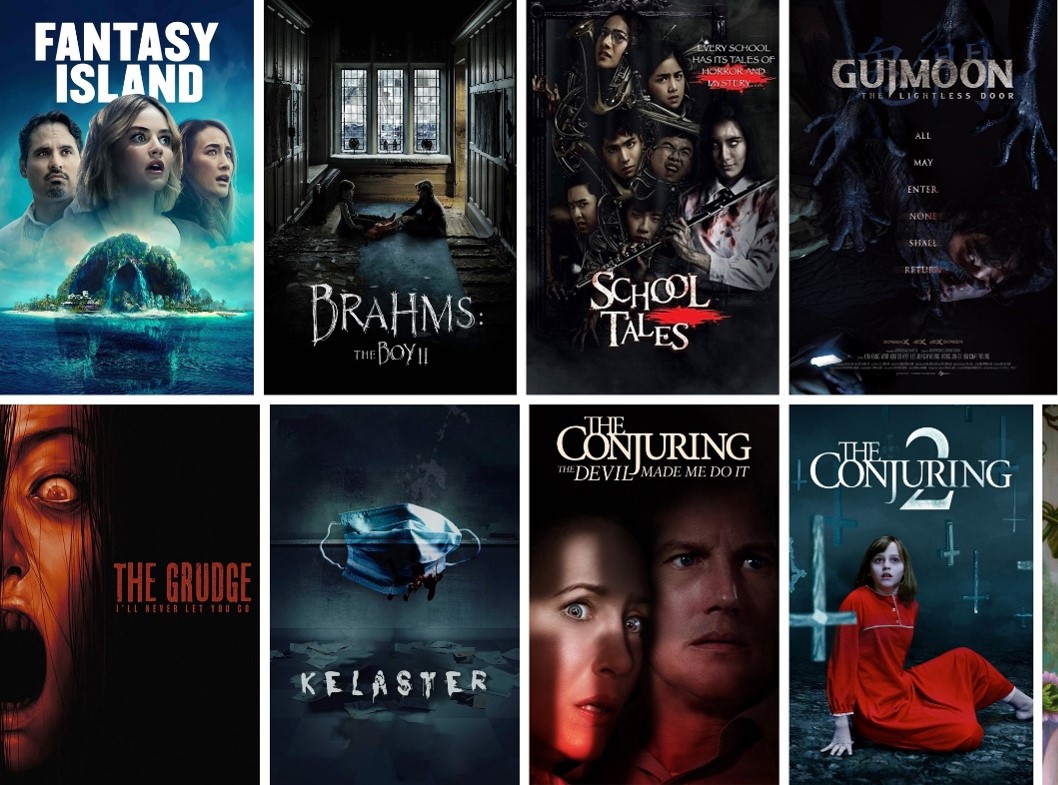 FANTASY
ISLAND
BRAHMS:
THE BOY II
EVERY SCHOOL
HAS ITS TALES OF
HORROR AND
MYSTERY...
SCHOOL
TALES
GUIMOON
THE LIGHTLESS DOOR
ALL
MAY
ENTER
NONE
SHALL
RETURN
THE GRUDGE
I'LL NEVER LET YOU GO
KELASTER
THE
CONJURING
THE DEVIL MADE ME DO IT
THE
CONJURING
2